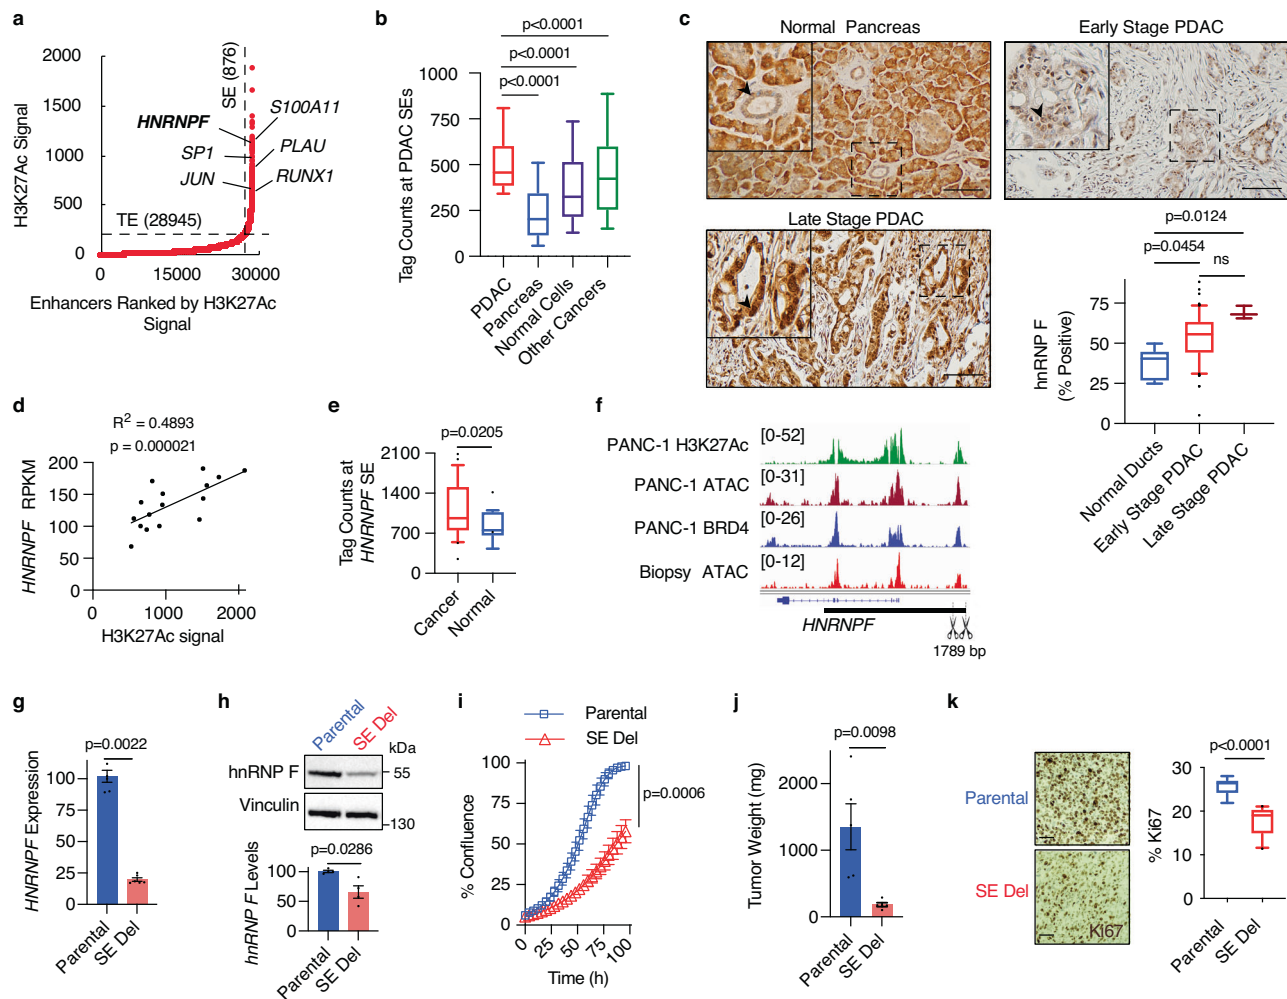 a
2000
1500
1000
500
0
H3K27Ac Signal
SE (876)
TE (28945)
HNRNPF
SP1
JUN
S100A11
PLAU
RUNX1
0
15000
30000
Enhancers Ranked by H3K27Ac
Signal
b
p<0.0001
p<0.0001
p<0.0001
1000
750
500
250
0
Tag Counts at PDAC SEs
PDAC
Pancreas
Normal Cells
Other Cancers
c
Normal Pancreas
Early Stage PDAC
Late Stage PDAC
p=0.0124
p=0.0454
ns
75
50
25
0
hnRNP F
(% Positive)
Normal Ducts
Early Stage PDAC
Late Stage PDAC
d
R2 = 0.4893
p = 0.000021
200
150
100
50
0
HNRNPF RPKM
0
1000
2000
H3K27Ac signal
e
p=0.0205
2100
1400
700
0
Tag Counts at
HNRNPF SE
Cancer
Normal
f
PANC-1 H3K27Ac
[0-52]
PANC-1 ATAC
[0-31]
PANC-1 BRD4
[0-26]
Biopsy ATAC
[0-12]
HNRNPF
1789 bp
g
p=0.0022
100
75
50
25
0
HNRNPF Expression
Parental
SE Del
h
Parental
SE Del
kDa
hnRNP F
55
Vinculin
130
p=0.0286
100
50
0
hnRNP F Levels
Parental
SE Del
i
Parental
SE Del
100
75
50
25
0
% Confluence
p=0.0006
0
25
50
75
100
Time (h)
j
p=0.0098
2000
1000
0
Tumor Weight (mg)
Parental
SE Del
k
Parental
SE Del
Ki67
p<0.0001
30
20
10
0
% Ki67
Parental
SE Del